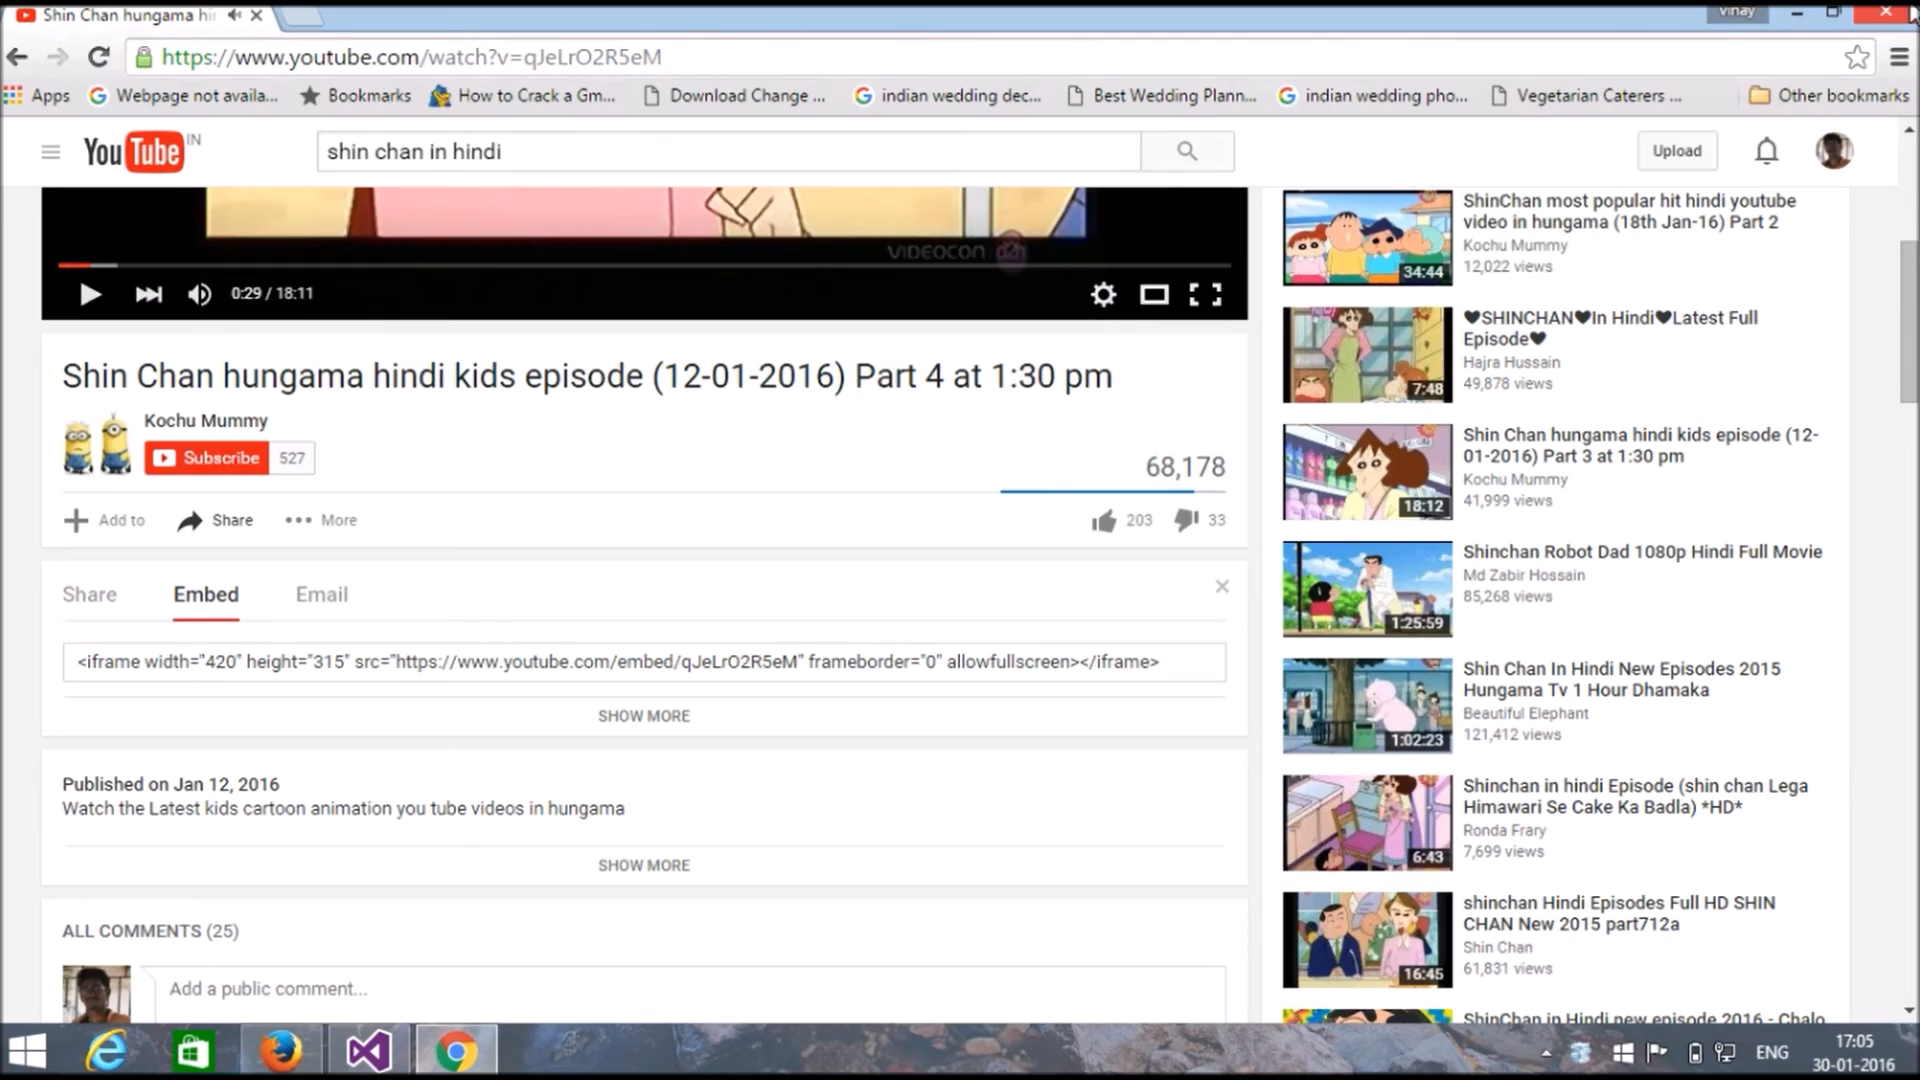 Shin Chan hungama hin
Vinay
https://www.youtube.com/watch?v=qJeLrO2R5eM
Apps
Webpage not availa...
Bookmarks
How to Crack a Gm...
Download Change ...
indian wedding dec...
Best Wedding Plann...
indian wedding pho...
Vegetarian Caterers ...
Other bookmarks
YouTube IN
shin chan in hindi
Upload
VIDEOCON d2h
0:29 / 18:11
Shin Chan hungama hindi kids episode (12-01-2016) Part 4 at 1:30 pm
Kochu Mummy
Subscribe 527
68,178
Add to
Share
More
203
33
Share
Embed
Email
<iframe width="420" height="315" src="https://www.youtube.com/embed/qJeLrO2R5eM" frameborder="0" allowfullscreen></iframe>
SHOW MORE
Published on Jan 12, 2016
Watch the Latest kids cartoon animation you tube videos in hungama
SHOW MORE
ALL COMMENTS (25)
Add a public comment...
34:44
ShinChan most popular hit hindi youtube
video in hungama (18th Jan-16) Part 2
Kochu Mummy
12,022 views
7:48
♥SHINCHAN♥In Hindi♥Latest Full
Episode♥
Hajra Hussain
49,878 views
18:12
Shin Chan hungama hindi kids episode (12-
01-2016) Part 3 at 1:30 pm
Kochu Mummy
41,999 views
1:25:59
Shinchan Robot Dad 1080p Hindi Full Movie
Md Zabir Hossain
85,268 views
1:02:23
Shin Chan In Hindi New Episodes 2015
Hungama Tv 1 Hour Dhamaka
Beautiful Elephant
121,412 views
6:43
Shinchan in hindi Episode (shin chan Lega
Himawari Se Cake Ka Badla) *HD*
Ronda Frary
7,699 views
16:45
shinchan Hindi Episodes Full HD SHIN
CHAN New 2015 part712a
Shin Chan
61,831 views
ShinChan in Hindi new episode 2016 - Chalo
ENG
17:05
30-01-2016